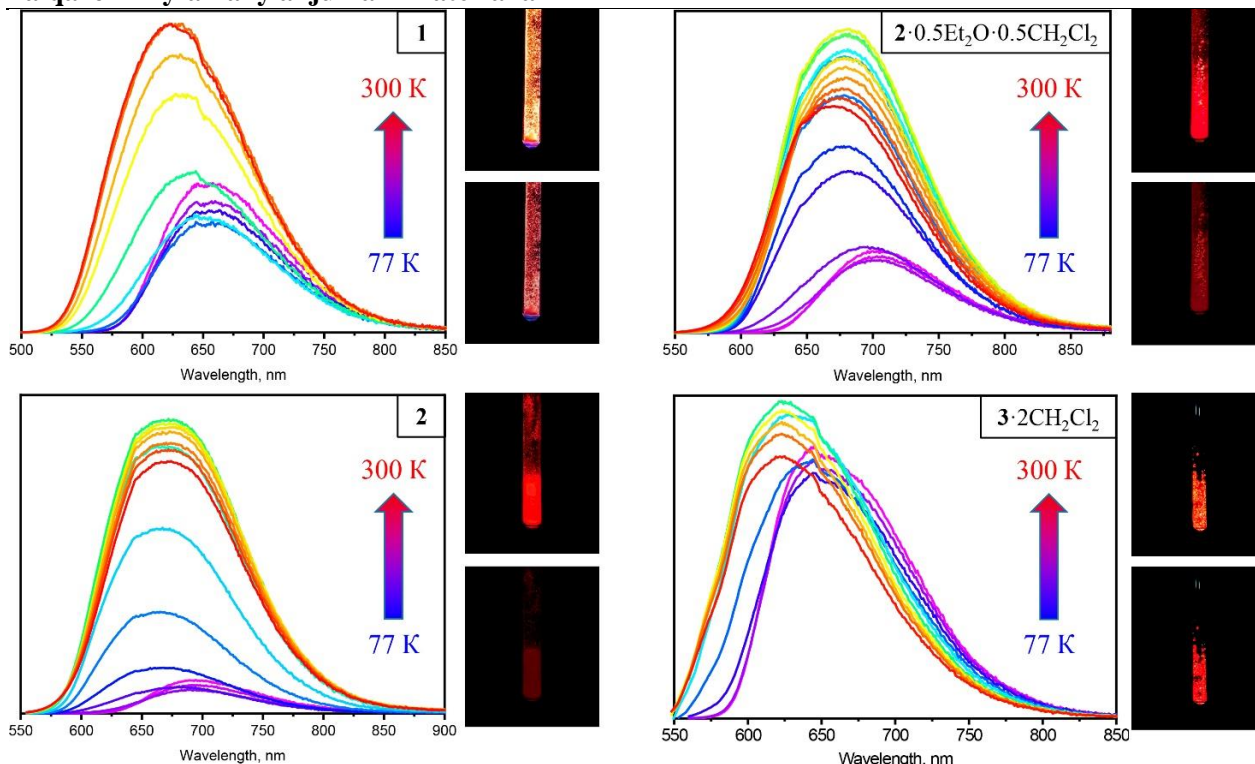 1
300 К
77 К
500 550 600 650 700 750 800 850
Wavelength, nm
2·0.5Et₂O·0.5CH₂Cl₂
300 К
77 К
550 600 650 700 750 800 850
Wavelength, nm
2
300 К
77 К
500 550 600 650 700 750 800 850 900
Wavelength, nm
3·2CH₂Cl₂
300 К
77 К
550 600 650 700 750 800 850
Wavelength, nm